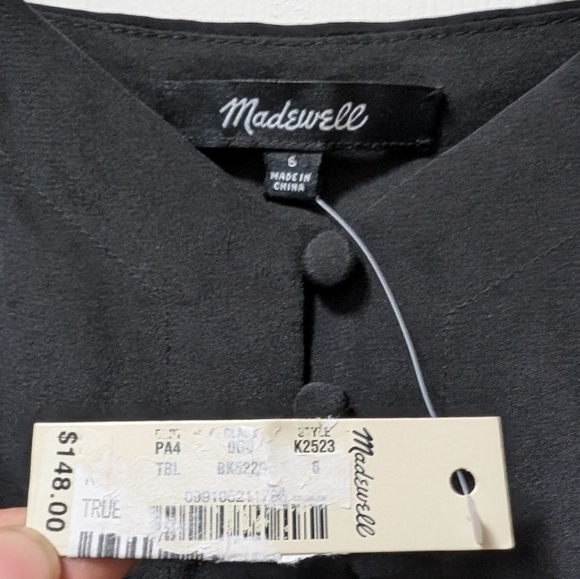 Madewell
6
MADE IN
CHINA
STYLE
PA4 K2523
TBL 6
TRUE
$148.00
Madewell